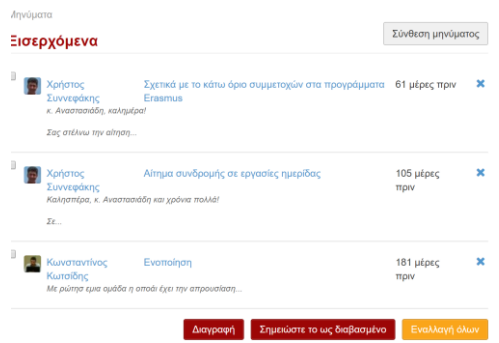 Μηνύματα
Εισερχόμενα
Σύνθεση μηνύματος
Χρήστος Σχετικά με το κάτω όριο συμμετοχών στα προγράμματα 61 μέρες πριν
Συννεφάκης Erasmus
κ. Αναστασιάδη, καλημέρα!
Σας στέλνω την αίτηση...
Χρήστος Αίτημα συνδρομής σε εργασίες ημερίδας 105 μέρες
Συννεφάκης πριν
Καλησπέρα, κ. Αναστασιάδη και χρόνια πολλά!
Σε...
Κωνσταντίνος Ενοποίηση 181 μέρες
Κωτσίδης πριν
Με ρώτησ εμια ομάδα η οποάι έχει την απρουσίαση...
Διαγραφή Σημειώστε το ως διαβασμένο Εναλλαγή όλων